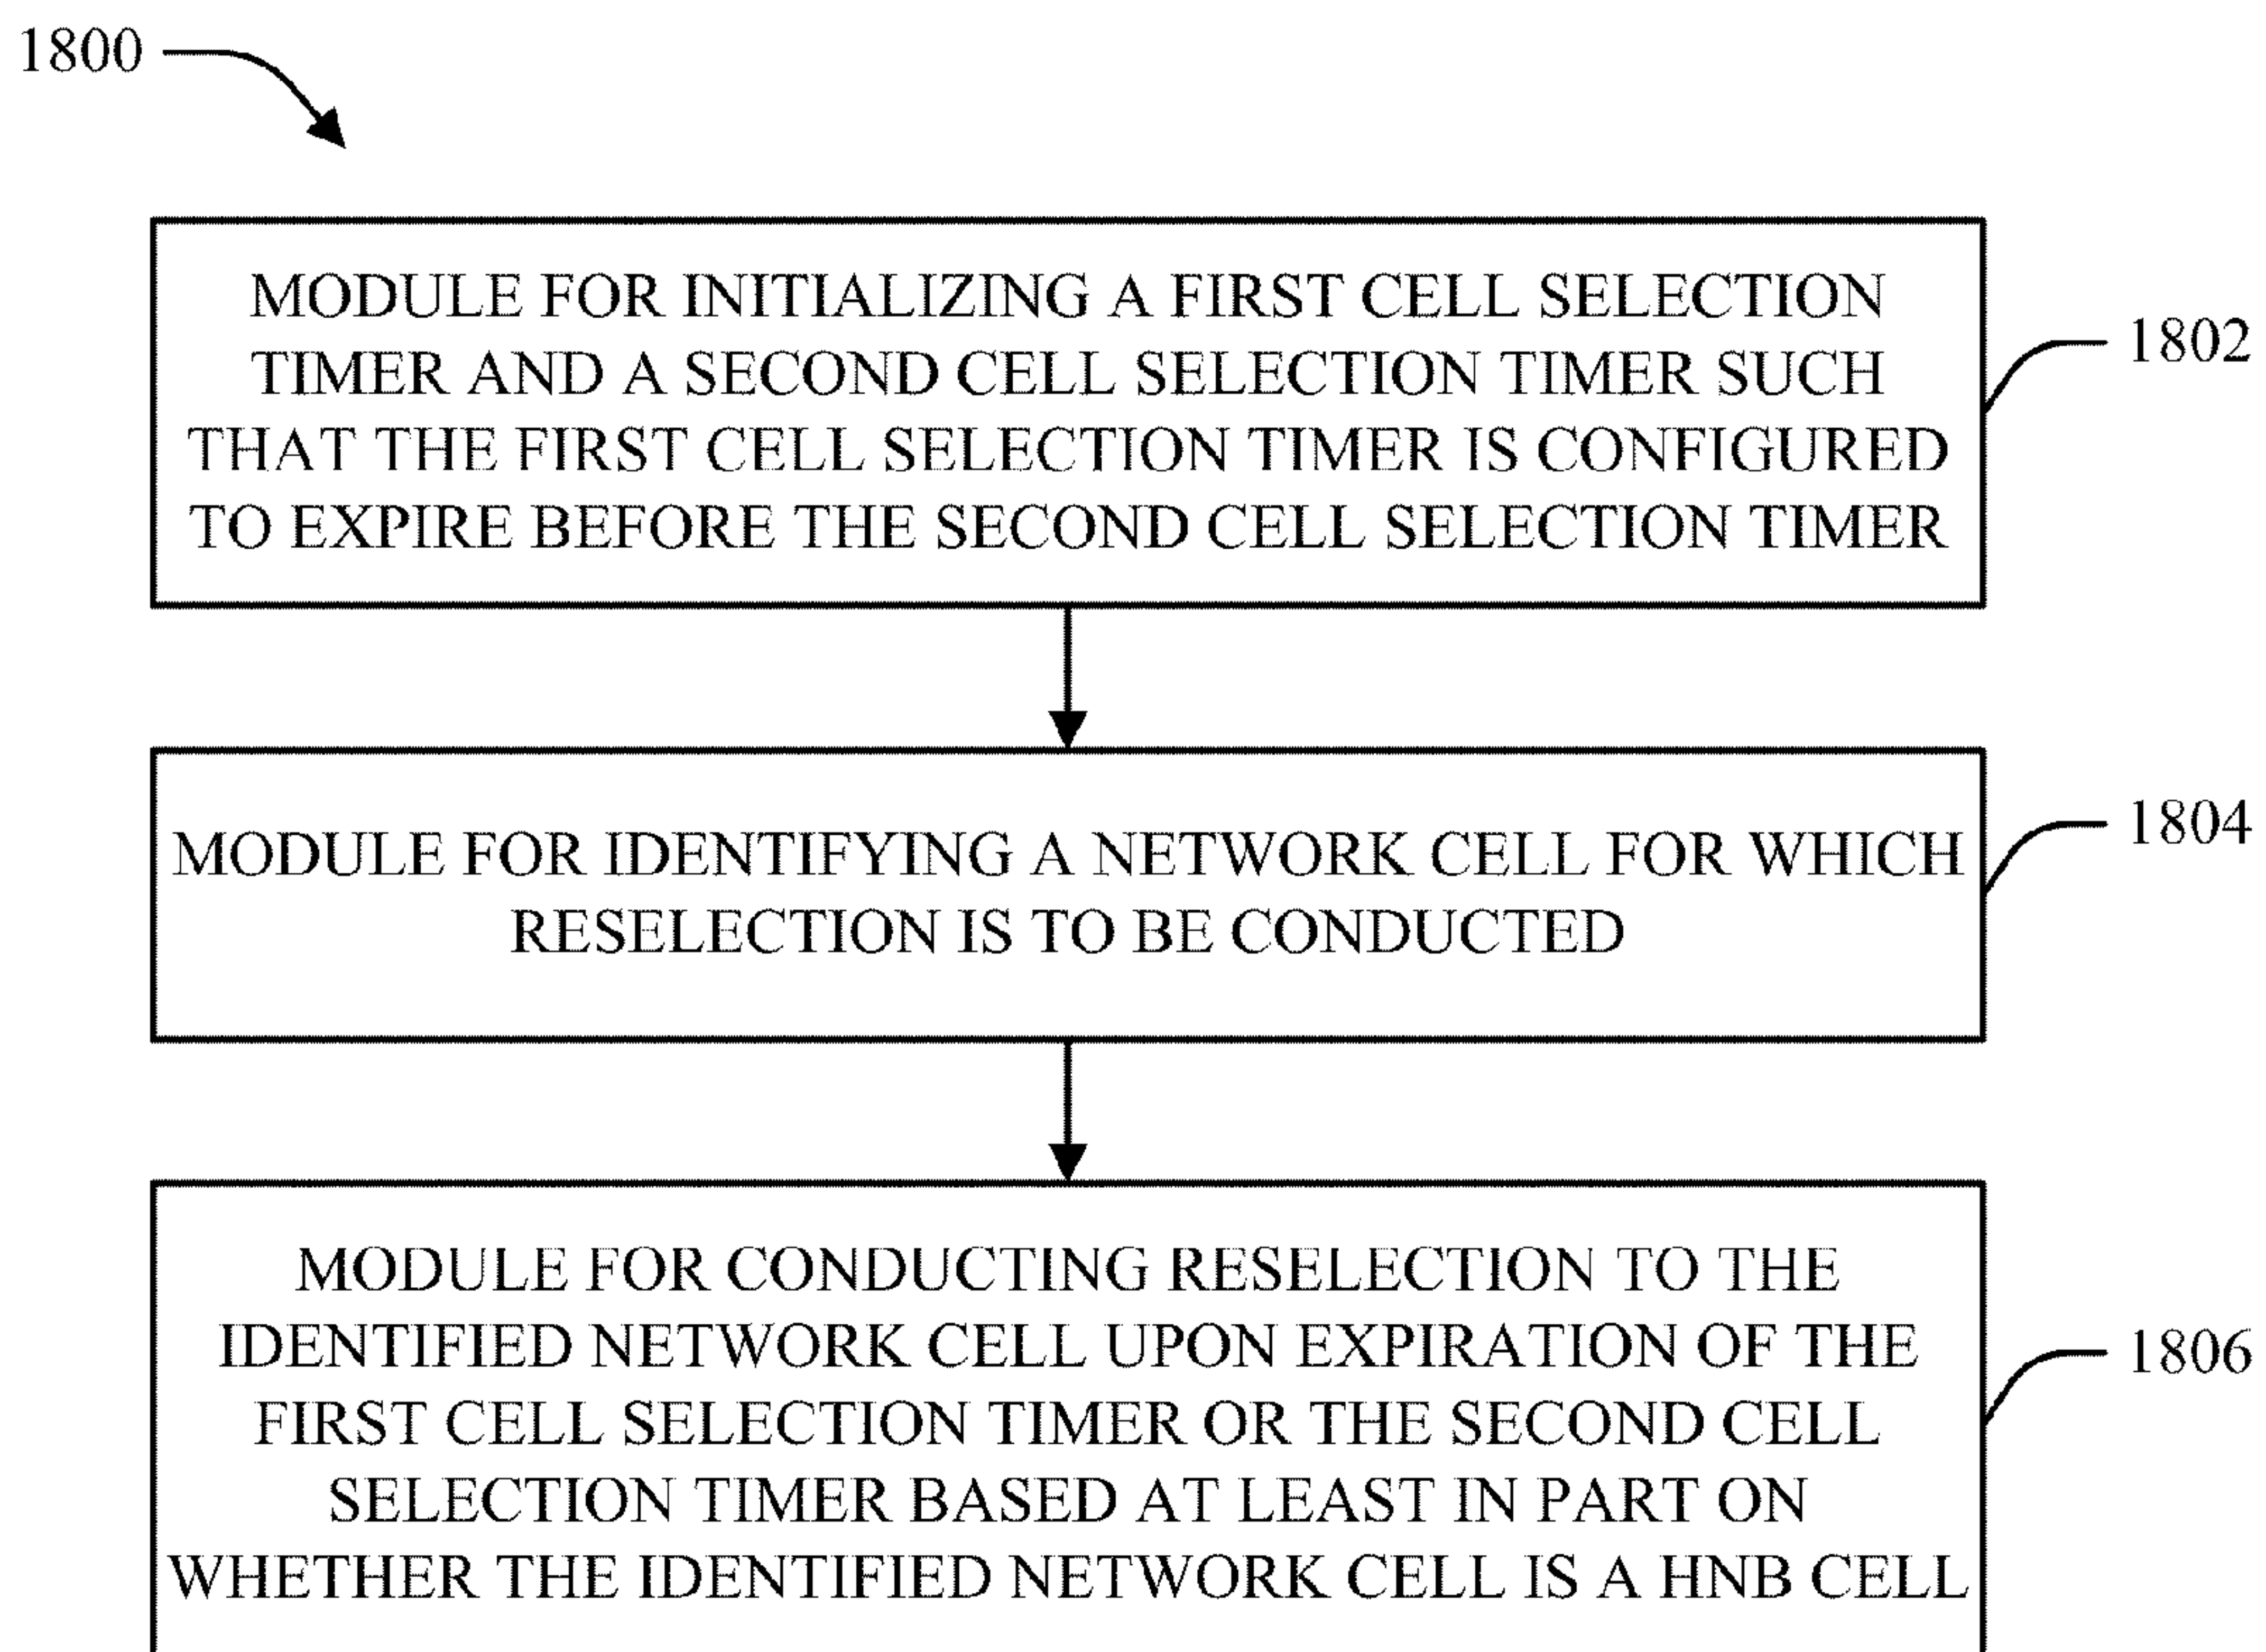 1800
MODULE FOR INITIALIZING A FIRST CELL SELECTION
TIMER AND A SECOND CELL SELECTION TIMER SUCH
THAT THE FIRST CELL SELECTION TIMER IS CONFIGURED
TO EXPIRE BEFORE THE SECOND CELL SELECTION TIMER
1802
MODULE FOR IDENTIFYING A NETWORK CELL FOR WHICH
RESELECTION IS TO BE CONDUCTED
1804
MODULE FOR CONDUCTING RESELECTION TO THE
IDENTIFIED NETWORK CELL UPON EXPIRATION OF THE
FIRST CELL SELECTION TIMER OR THE SECOND CELL
SELECTION TIMER BASED AT LEAST IN PART ON
WHETHER THE IDENTIFIED NETWORK CELL IS A HNB CELL
1806